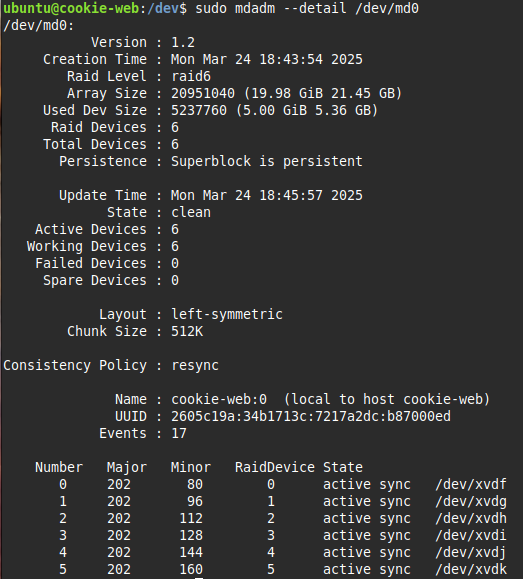 ubuntu@cookie-web:/dev$ sudo mdadm --detail /dev/md0
/dev/md0:
Version : 1.2
Creation Time : Mon Mar 24 18:43:54 2025
Raid Level : raid6
Array Size : 20951040 (19.98 GiB 21.45 GB)
Used Dev Size : 5237760 (5.00 GiB 5.36 GB)
Raid Devices : 6
Total Devices : 6
Persistence : Superblock is persistent
Update Time : Mon Mar 24 18:45:57 2025
State : clean
Active Devices : 6
Working Devices : 6
Failed Devices : 0
Spare Devices : 0
Layout : left-symmetric
Chunk Size : 512K
Consistency Policy : resync
Name : cookie-web:0  (local to host cookie-web)
UUID : 2605c19a:34b1713c:7217a2dc:b87000ed
Events : 17
Number   Major   Minor   RaidDevice State
0     202       80        0      active sync   /dev/xvdf
1     202       96        1      active sync   /dev/xvdg
2     202      112        2      active sync   /dev/xvdh
3     202      128        3      active sync   /dev/xvdi
4     202      144        4      active sync   /dev/xvdj
5     202      160        5      active sync   /dev/xvdk